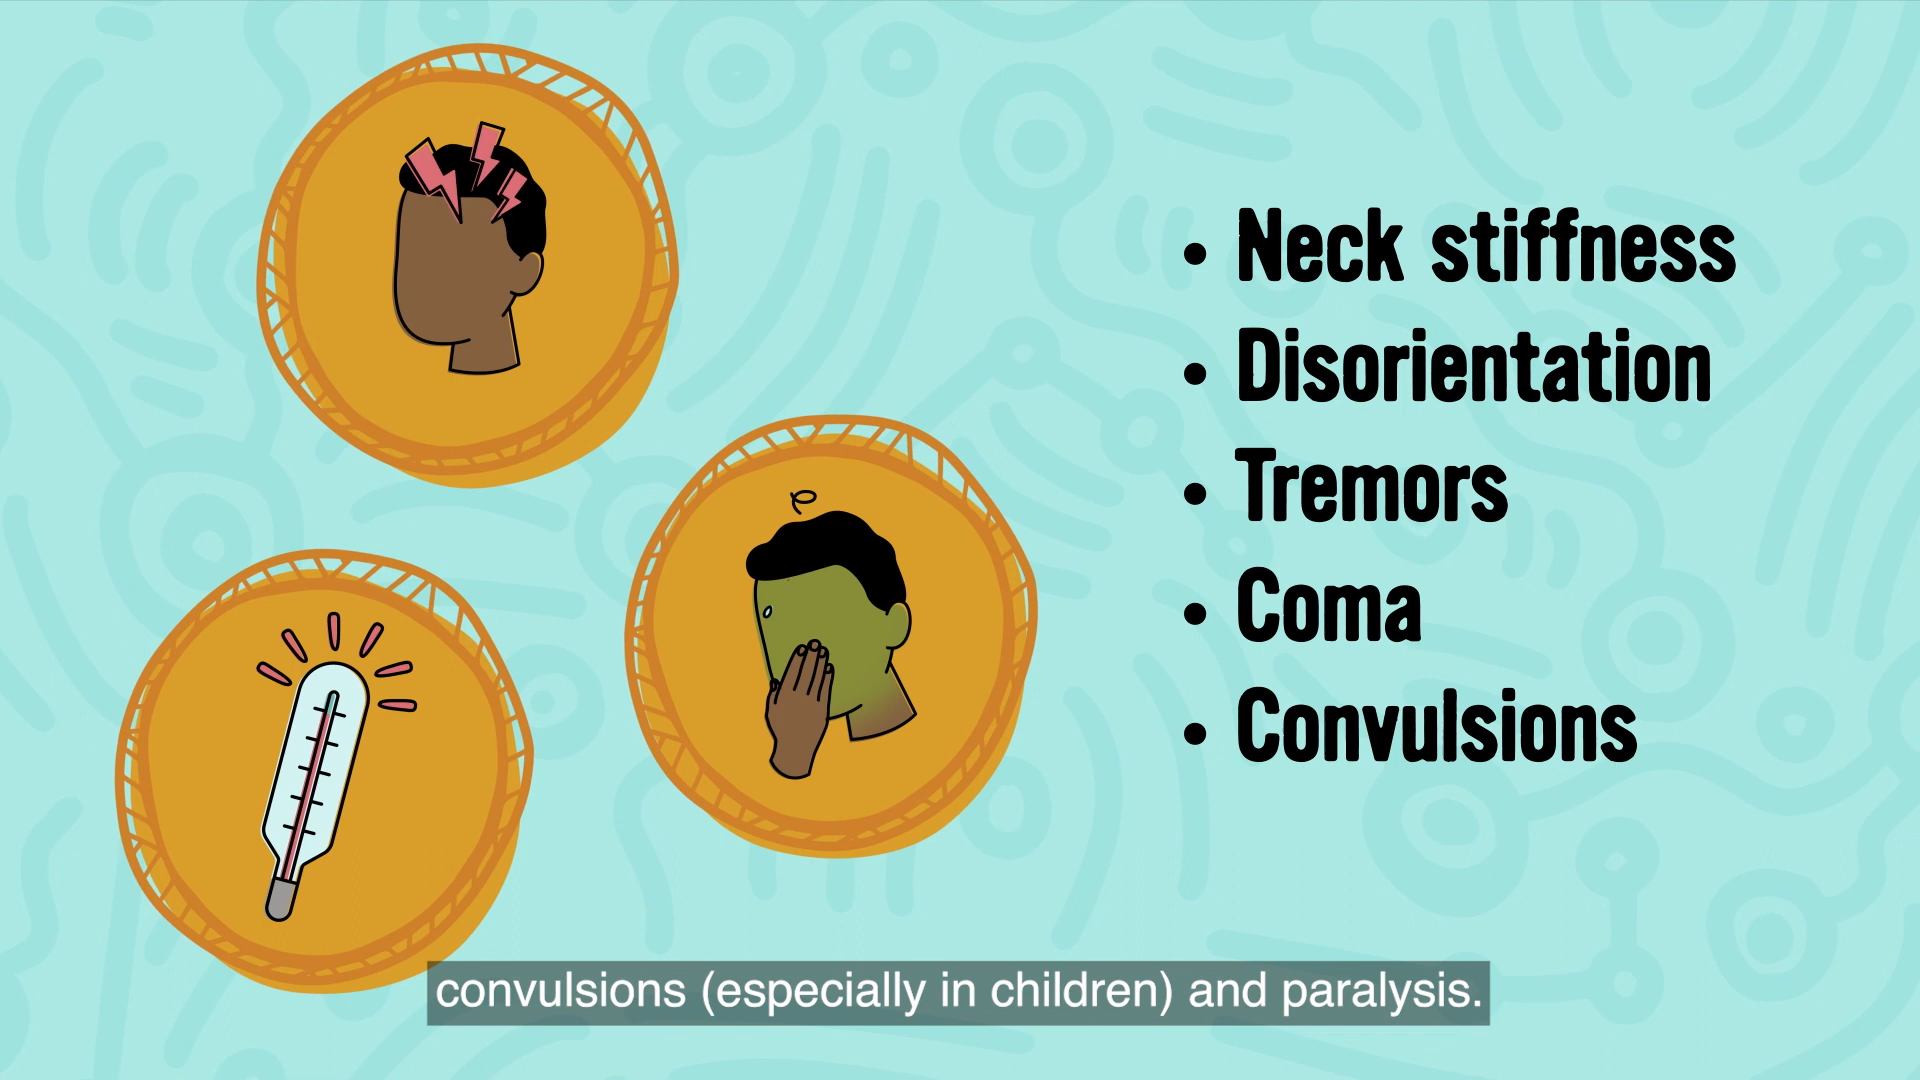 • Neck stiffness
• Disorientation
• Tremors
• Coma
• Convulsions
convulsions (especially in children) and paralysis.